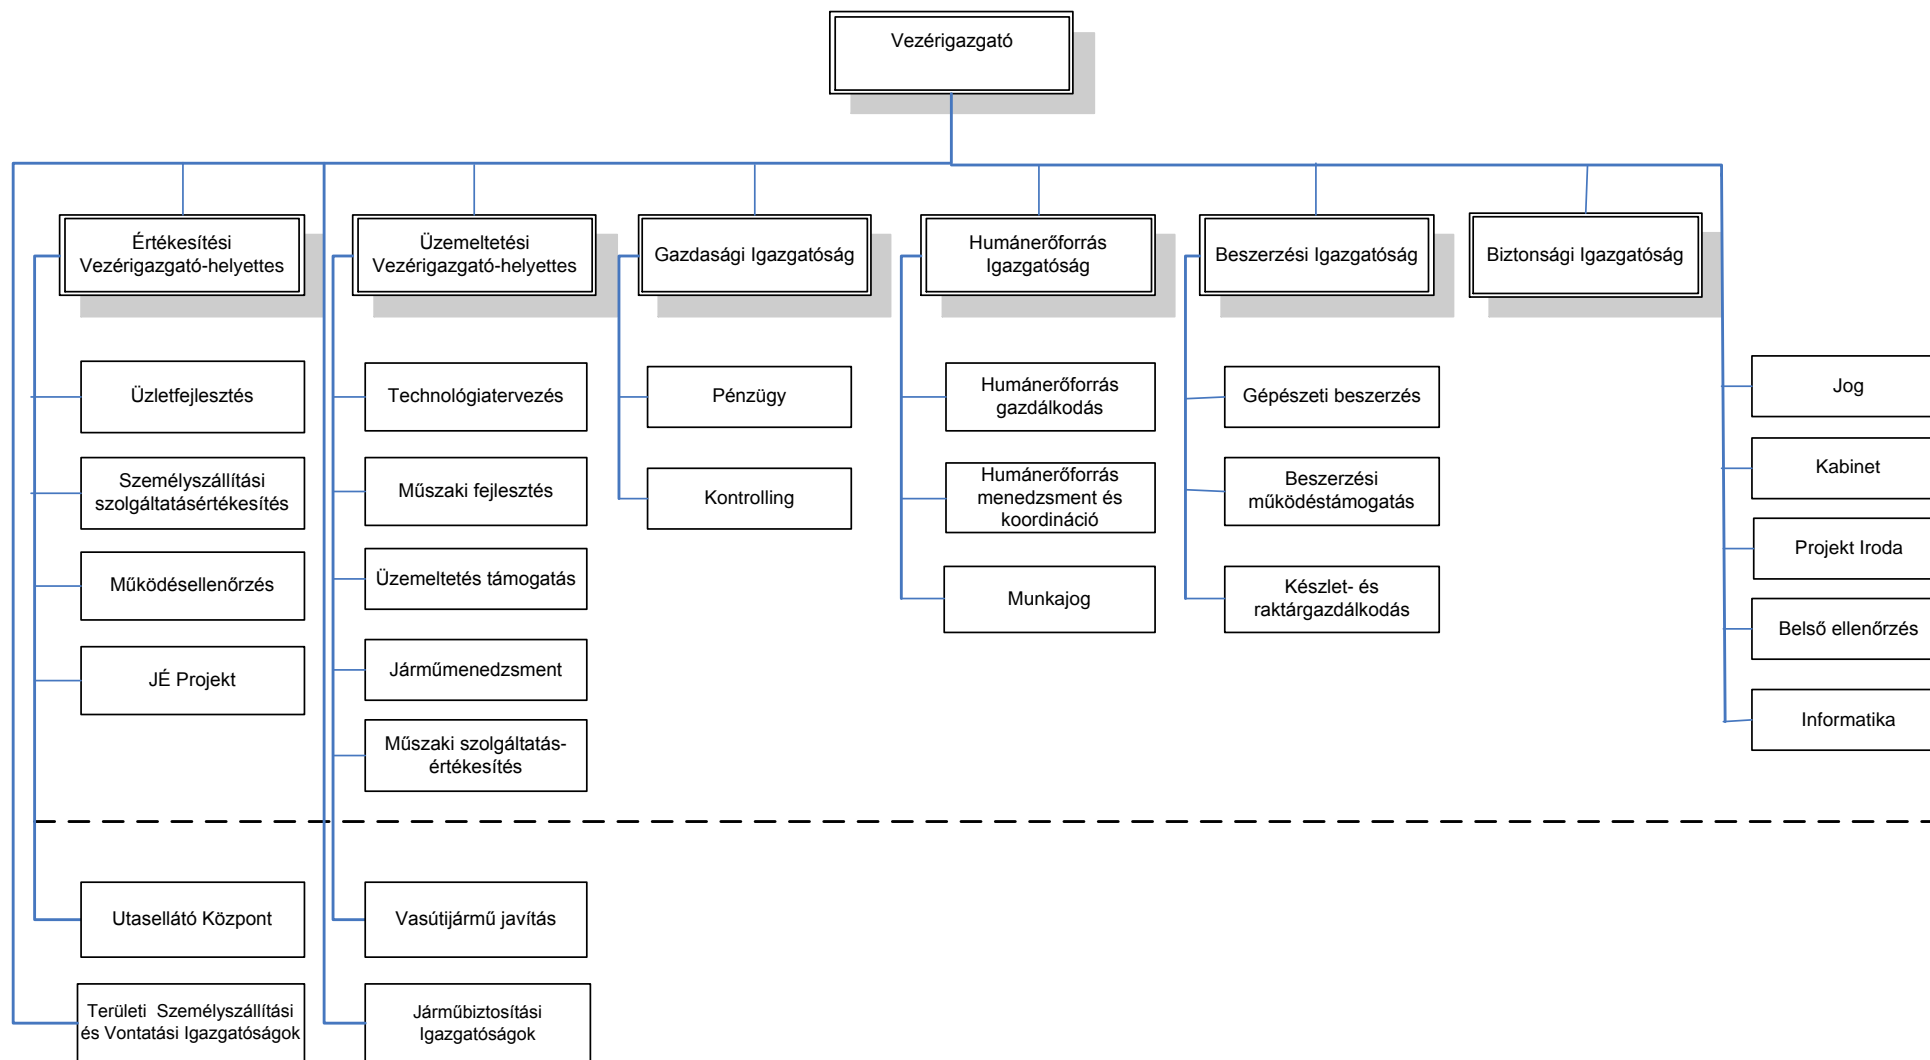 Vezérigazgató
Értékesítési
Vezérigazgató-helyettes
Üzemeltetési
Vezérigazgató-helyettes
Gazdasági Igazgatóság
Humánerőforrás
Igazgatóság
Beszerzési Igazgatóság
Biztonsági Igazgatóság
Üzletfejlesztés
Személyszállítási
szolgáltatásértékesítés
Működésellenőrzés
JÉ Projekt
Technológiatervezés
Műszaki fejlesztés
Üzemeltetés támogatás
Járműmenedzsment
Műszaki szolgáltatás-
értékesítés
Pénzügy
Kontrolling
Humánerőforrás
gazdálkodás
Humánerőforrás
menedzsment és
koordináció
Munkajog
Gépészeti beszerzés
Beszerzési
működéstámogatás
Készlet- és
raktárgazdálkodás
Jog
Kabinet
Projekt Iroda
Belső ellenőrzés
Informatika
Utasellátó Központ
Vasútijármű javítás
Területi Személyszállítási
és Vontatási Igazgatóságok
Járműbiztosítási
Igazgatóságok